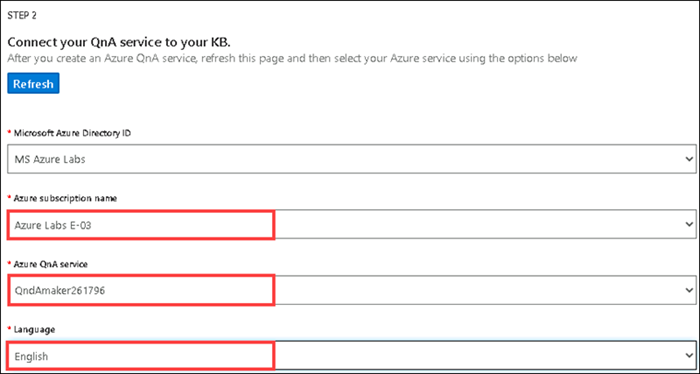 STEP 2
Connect your QnA service to your KB.
After you create an Azure QnA service, refresh this page and then select your Azure service using the options below
Refresh
* Microsoft Azure Directory ID
MS Azure Labs
* Azure subscription name
Azure Labs E-03
* Azure QnA service
QndAmaker261796
* Language
English